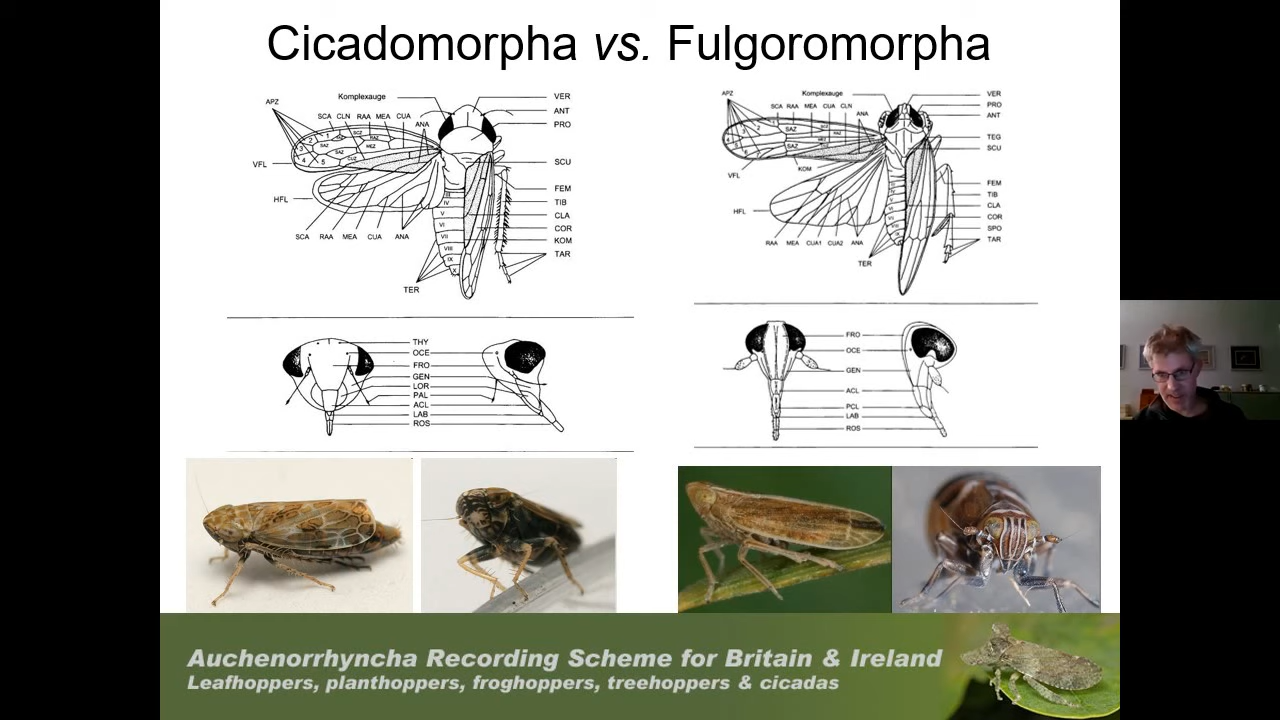 Cicadomorpha vs. Fulgoromorpha
Komplexauge
APZ
SCA CLN RAA MEA CUA
ANA
VER
ANT
PRO
SCU
VFL
HFL
FEM
TIB
CLA
COR
KOM
TAR
SCA RAA MEA CUA ANA
TER
Komplexauge
APZ
SCA RAA MEA CUA CLN
ANA
VER
PRO
ANT
TEG
SCU
VFL
KOM
HFL
FEM
TIB
CLA
COR
SPO
TAR
RAA MEA CUA1 CUA2 ANA
TER
THY
OCE
FRO
GEN
LOR
PAL
ACL
LAB
ROS
FRO
OCE
GEN
ACL
PCL
LAB
ROS
Auchenorrhyncha Recording Scheme for Britain & Ireland
Leafhoppers, planthoppers, froghoppers, treehoppers & cicadas